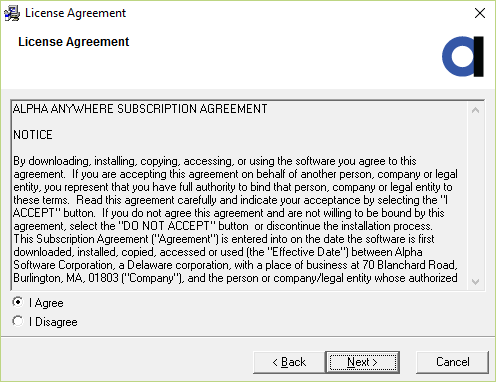 License Agreement
License Agreement
ALPHA ANYWHERE SUBSCRIPTION AGREEMENT
NOTICE
By downloading, installing, copying, accessing, or using the software you agree to this
agreement.  If you are accepting this agreement on behalf of another person, company or legal
entity, you represent that you have full authority to bind that person, company or legal entity to
these terms.  Read this agreement carefully and indicate your acceptance by selecting the "I
ACCEPT" button.  If you do not agree this agreement and are not willing to be bound by this
agreement, select the "DO NOT ACCEPT" button  or discontinue the installation process.
This Subscription Agreement ("Agreement") is entered into on the date the software is first
downloaded, installed, copied, accessed or used (the "Effective Date") between Alpha
Software Corporation, a Delaware corporation, with a place of business at 70 Blanchard Road,
Burlington, MA, 01803 ("Company"), and the person or company/legal entity whose authorized
I Agree
I Disagree
< Back
Next >
Cancel